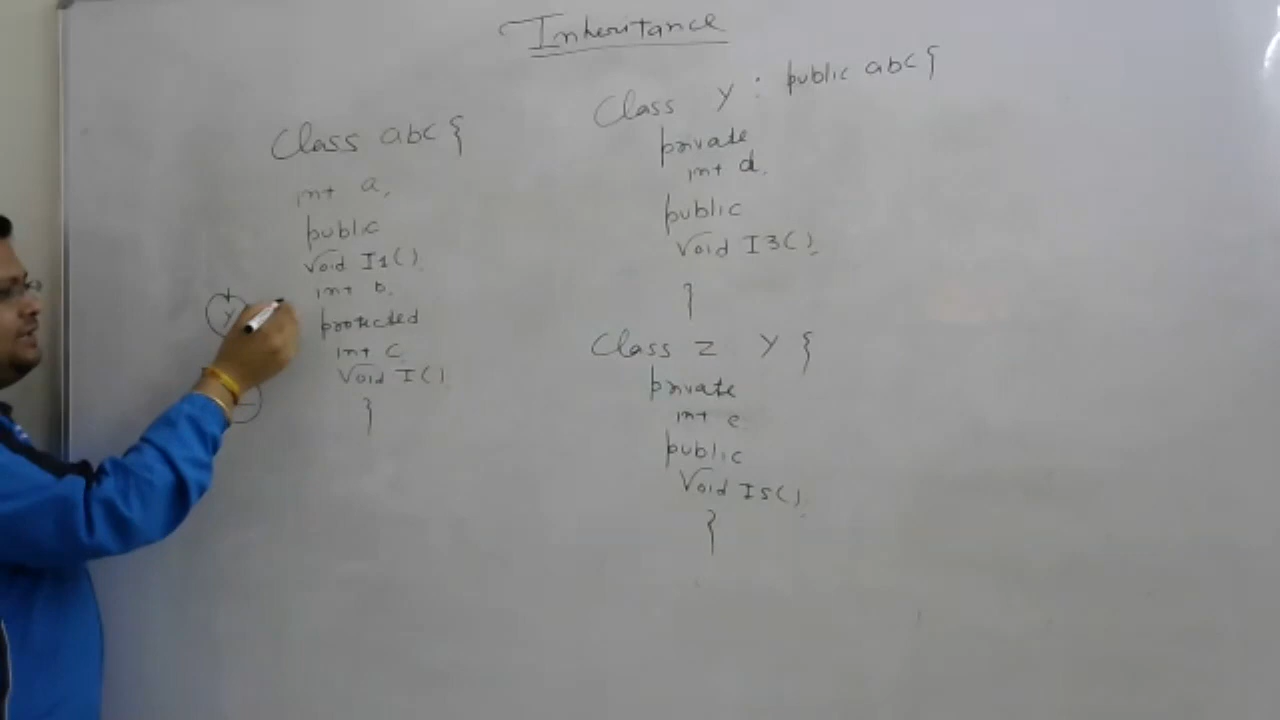 Inheritance
Class abc {
int a,
public
Void I1()
int b,
protected
int c
Void I()
}
Y
Class Y : public abc {
private
int d,
public
Void I3(),
}
Class z Y {
private
int e
public
Void I5(),
}